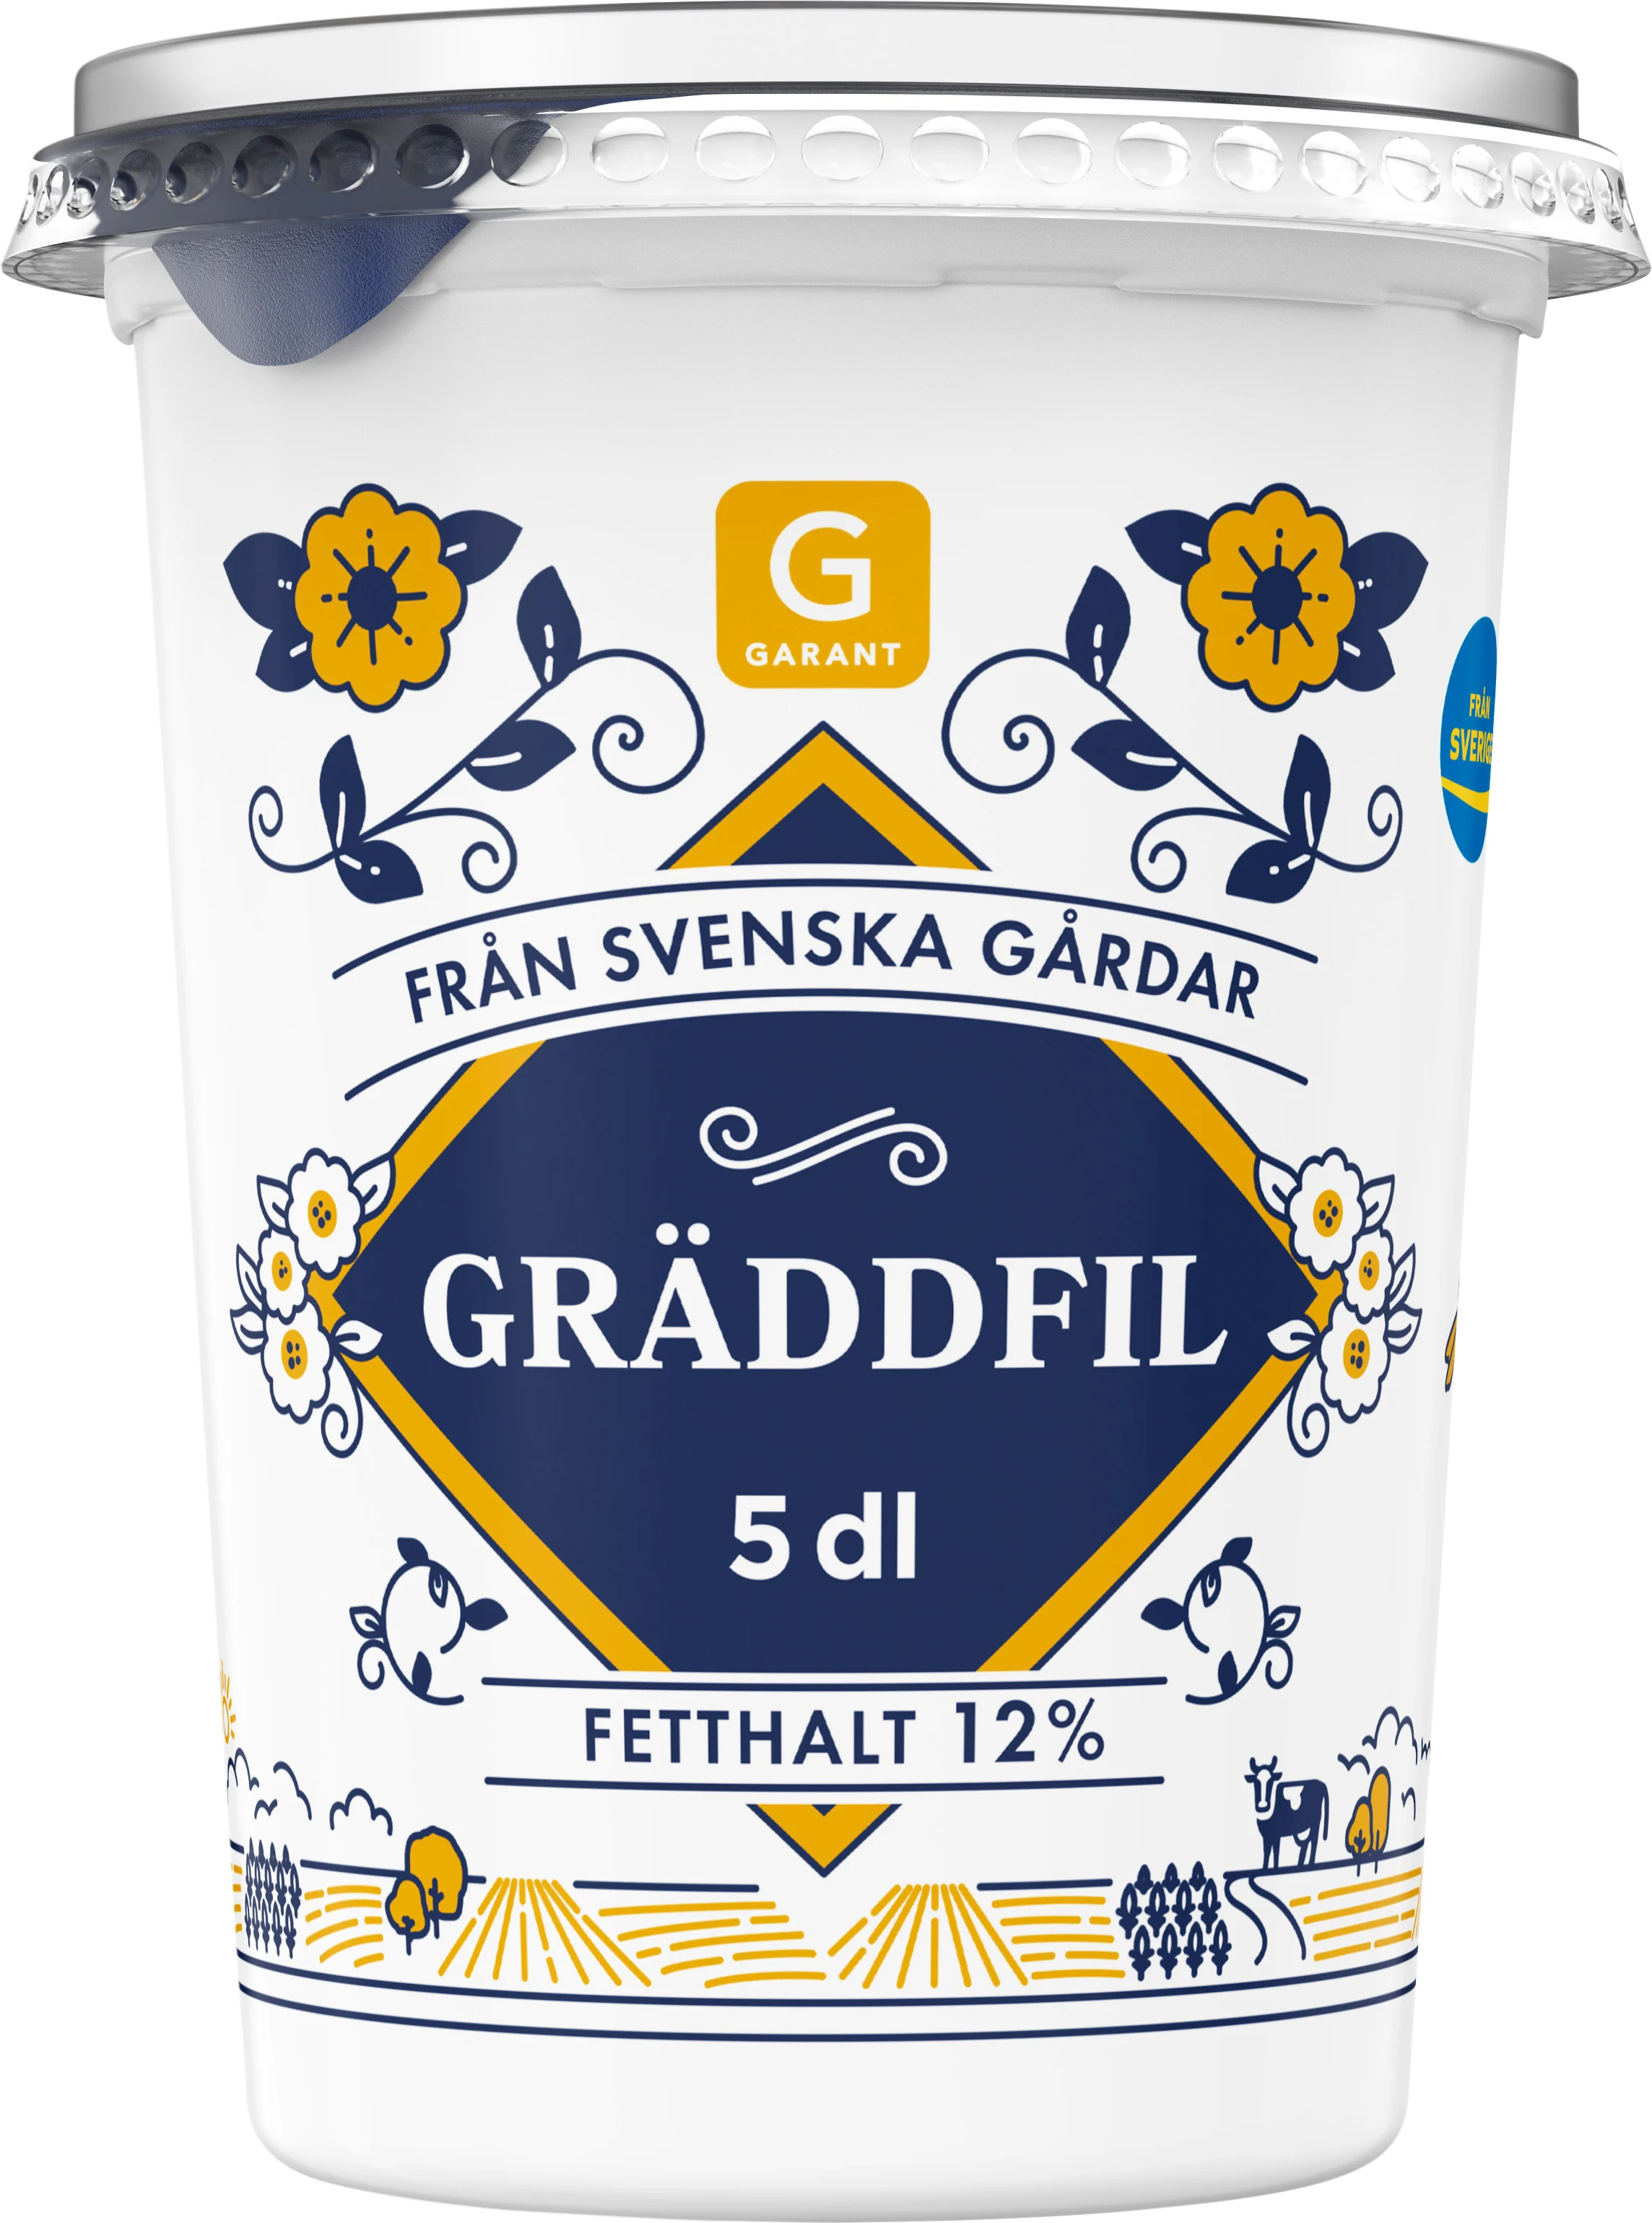 G
GARANT
FRÅN
SVERIGE
FRÅN SVENSKA GÅRDAR
GRÄDDFIL
5 dl
FETTHALT 12%